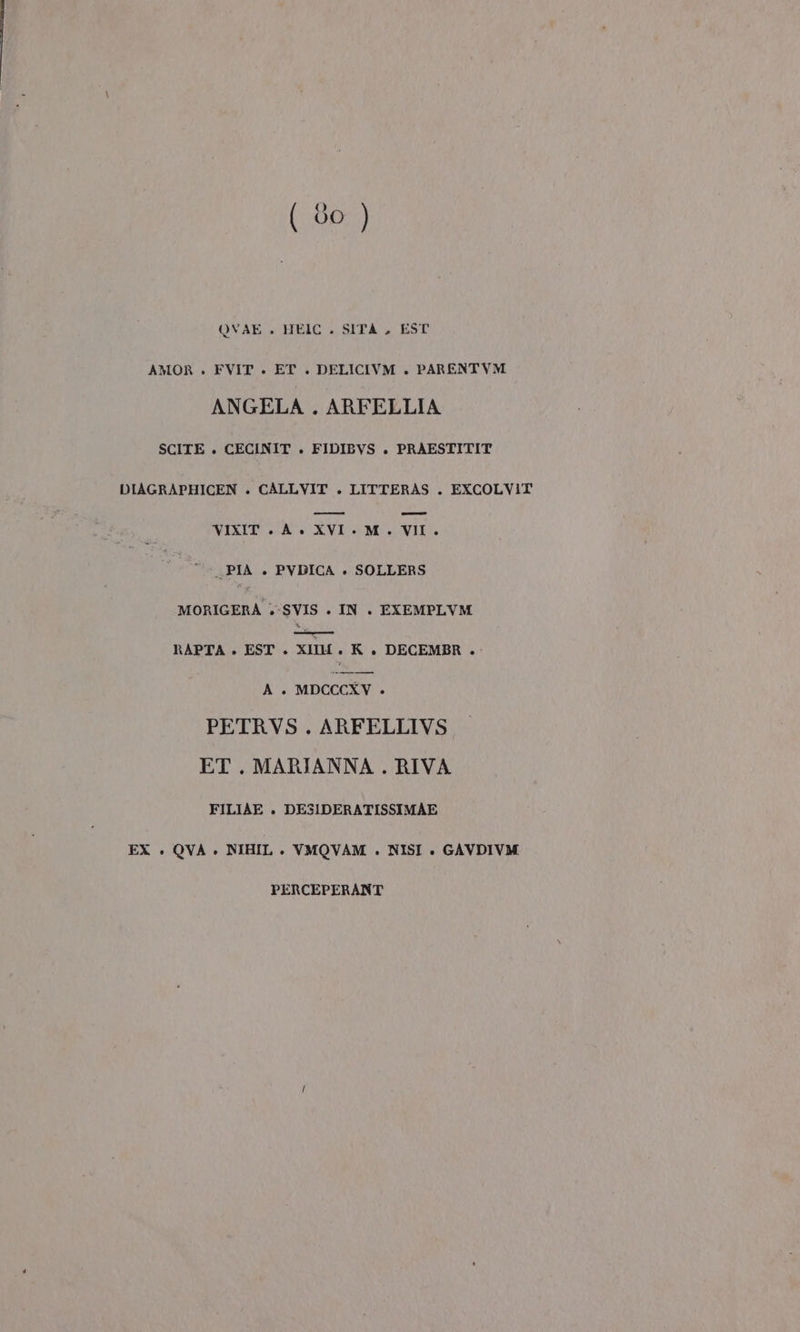 ( 80 )
QVAE . HEIC . SITA . EST
AMOR . FVIT . ET . DELICIVM . PARENTVM
ANGELA . ARFELLIA
SCITE . CECINIT . FIDIBVS . PRAESTITIT
DIAGRAPHICEN . CALLVIT . LITTERAS . EXCOLVIT
VIXIT . A . XVI . M . VII .
PIA . PVDICA . SOLLERS
MORIGERA . SVIS . IN . EXEMPLVM
RAPTA . EST . XIIII . K . DECEMBR .
A . MDCCCXV .
PETRVS . ARFELLIVS
ET . MARIANNA . RIVA
FILIAE . DESIDERATISSIMAE
EX . QVA . NIHIL . VMQVAM . NISI . GAVDIVM
PERCEPERANT